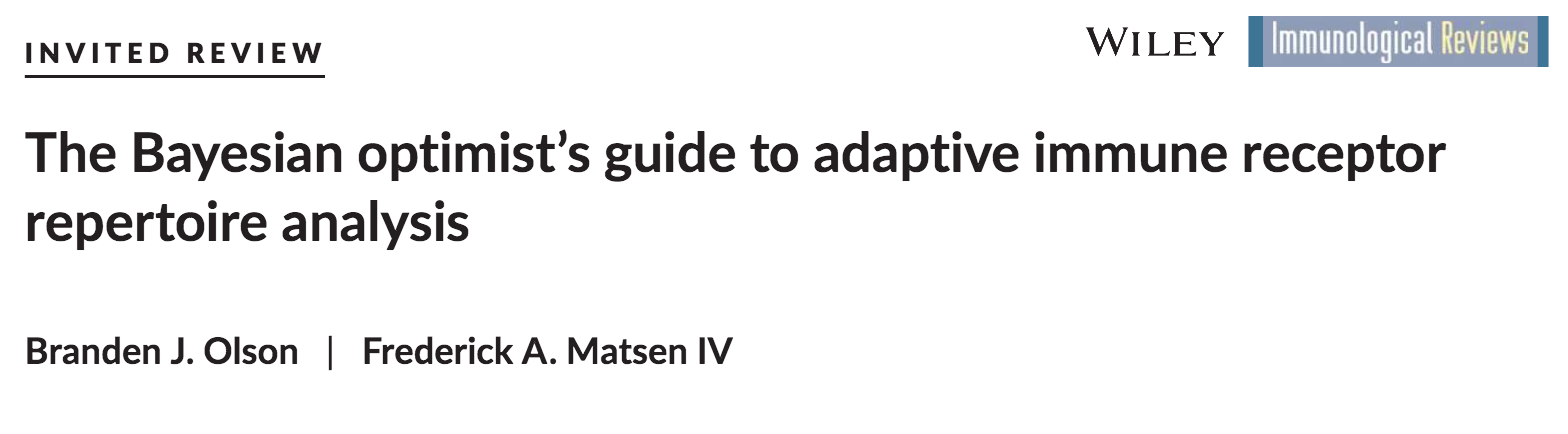 INVITED REVIEW
WILEY Immunological Reviews
The Bayesian optimist’s guide to adaptive immune receptor
repertoire analysis
Branden J. Olson | Frederick A. Matsen IV